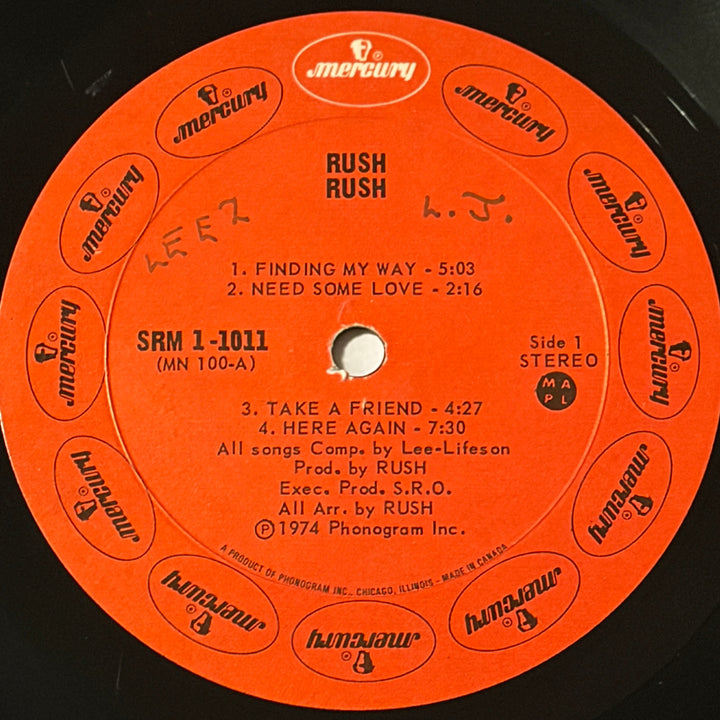 mercury
mercury
mercury
mercury
mercury
mercury
mercury
mercury
mercury
mercury
mercury
mercury
RUSH
RUSH
LEEZ
L.J.
1. FINDING MY WAY - 5:03
2. NEED SOME LOVE - 2:16
SRM 1-1011
(MN 100-A)
Side 1
STEREO
MA
PL
3. TAKE A FRIEND - 4:27
4. HERE AGAIN - 7:30
All songs Comp. by Lee-Lifeson
Prod. by RUSH
Exec. Prod. S.R.O.
All Arr. by RUSH
℗1974 Phonogram Inc.
A PRODUCT OF PHONOGRAM INC., CHICAGO, ILLINOIS - MADE IN CANADA